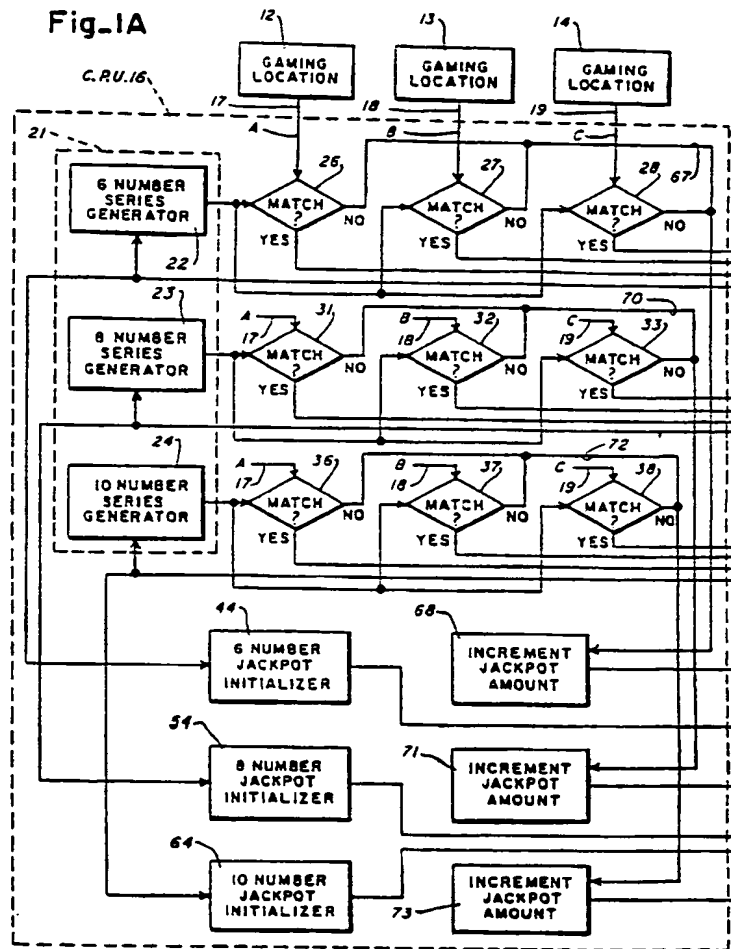 Fig_1A
12
13
14
GAMING
LOCATION
GAMING
LOCATION
GAMING
LOCATION
C.P.U.16
17
18
19
A
B
C
21
26
27
28
67
6 NUMBER
SERIES
GENERATOR
MATCH
?
NO
YES
MATCH
?
NO
YES
MATCH
?
NO
YES
22
23
A
17
31
B
18
32
C
19
33
70
8 NUMBER
SERIES
GENERATOR
MATCH
?
NO
YES
MATCH
?
NO
YES
MATCH
?
NO
YES
24
A
17
36
B
18
37
C
19
38
72
10 NUMBER
SERIES
GENERATOR
MATCH
?
NO
YES
MATCH
?
NO
YES
MATCH
?
NO
YES
44
6 NUMBER
JACKPOT
INITIALIZER
68
INCREMENT
JACKPOT
AMOUNT
54
8 NUMBER
JACKPOT
INITIALIZER
71
INCREMENT
JACKPOT
AMOUNT
64
10 NUMBER
JACKPOT
INITIALIZER
73
INCREMENT
JACKPOT
AMOUNT